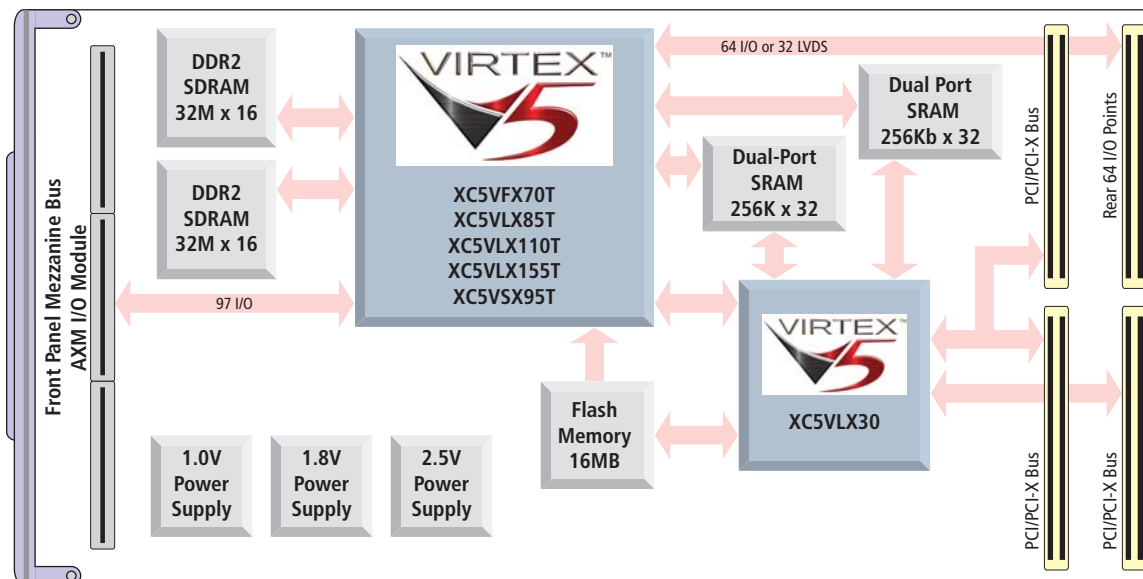 Front Panel Mezzanine Bus
AXM I/O Module
DDR2
SDRAM
32M x 16
DDR2
SDRAM
32M x 16
97 I/O
VIRTEX™
5
XC5VFX70T
XC5VLX85T
XC5VLX110T
XC5VLX155T
XC5VSX95T
64 I/O or 32 LVDS
Dual Port
SRAM
256Kb x 32
Dual-Port
SRAM
256K x 32
PCI/PCI-X Bus
Rear 64 I/O Points
VIRTEX™
5
XC5VLX30
Flash
Memory
16MB
1.0V
Power
Supply
1.8V
Power
Supply
2.5V
Power
Supply
PCI/PCI-X Bus
PCI/PCI-X Bus